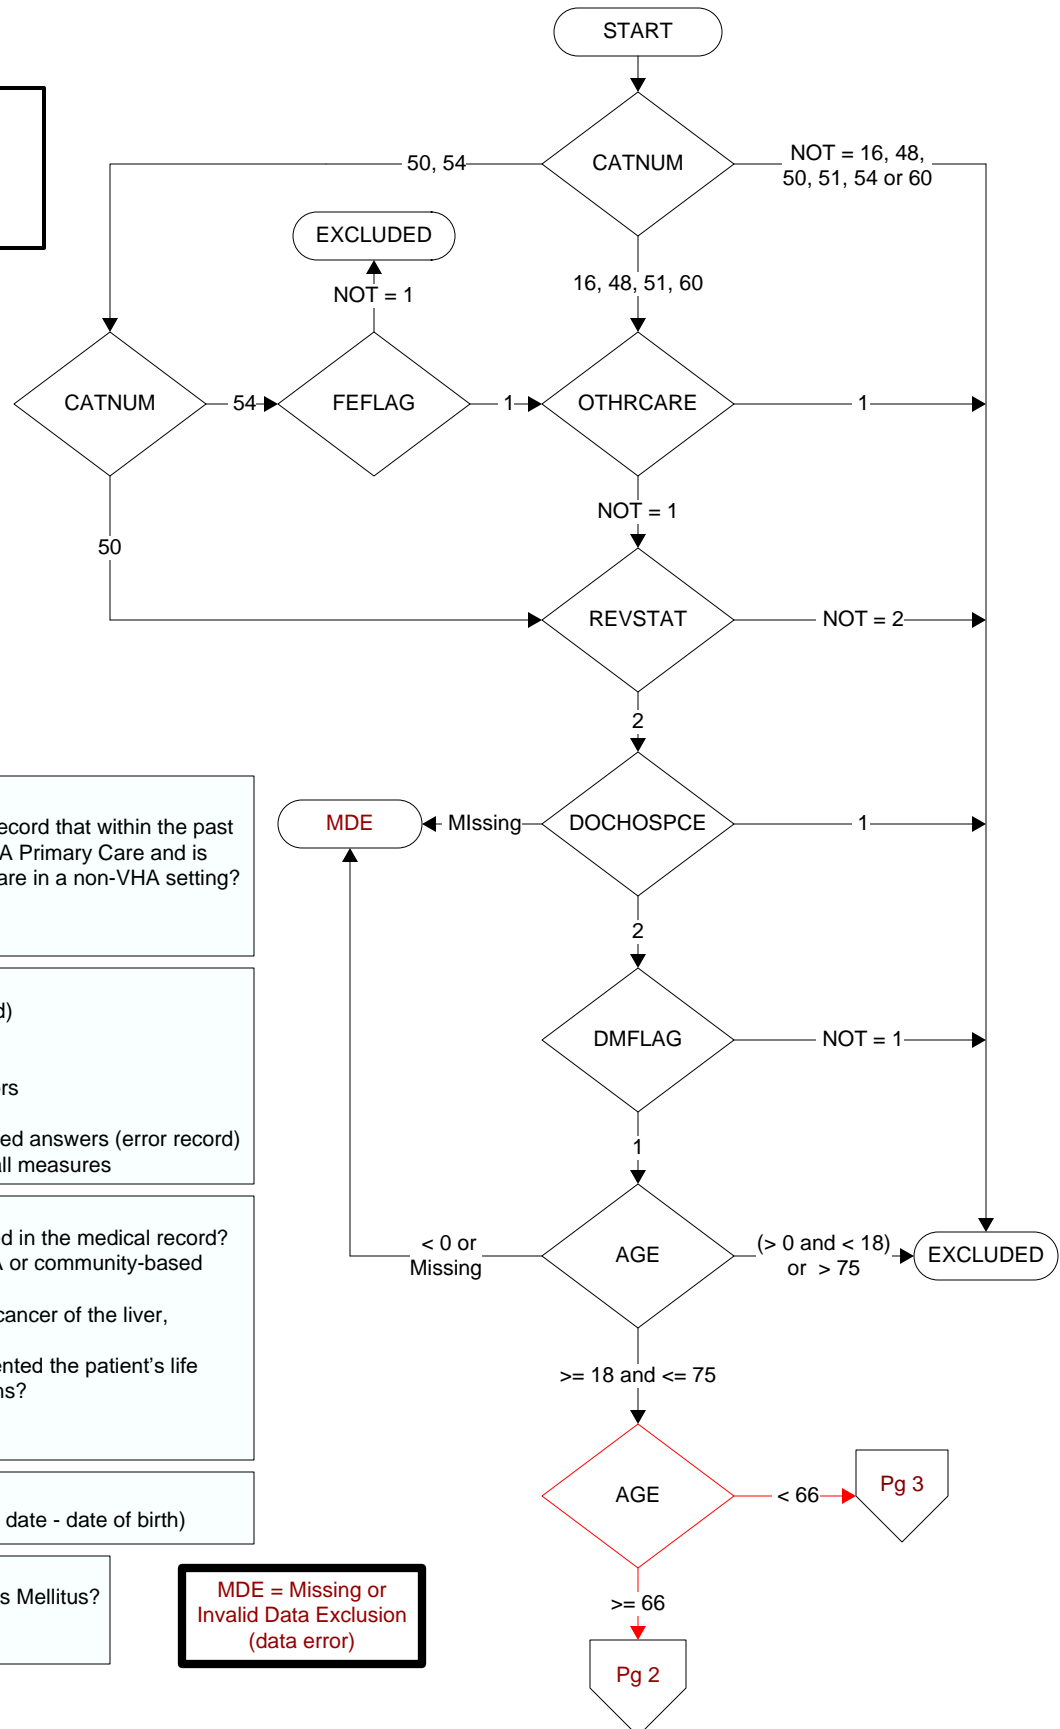 START
CATNUM
50, 54
NOT = 16, 48,
50, 51, 54 or 60
EXCLUDED
NOT = 1
16, 48, 51, 60
CATNUM
54
FEFLAG
1
OTHRCARE
1
NOT = 1
50
REVSTAT
NOT = 2
2
MDE
MIssing
DOCHOSPCE
1
2
DMFLAG
NOT = 1
1
< 0 or
Missing
AGE
(> 0 and < 18)
or > 75
EXCLUDED
>= 18 and <= 75
AGE
< 66
Pg 3
>= 66
Pg 2
ecord that within the past
A Primary Care and is
are in a non-VHA setting?
d)
rs
ed answers (error record)
all measures
ed in the medical record?
A or community-based
cancer of the liver,
ented the patient's life
ns?
date - date of birth)
s Mellitus?
MDE = Missing or
Invalid Data Exclusion
(data error)